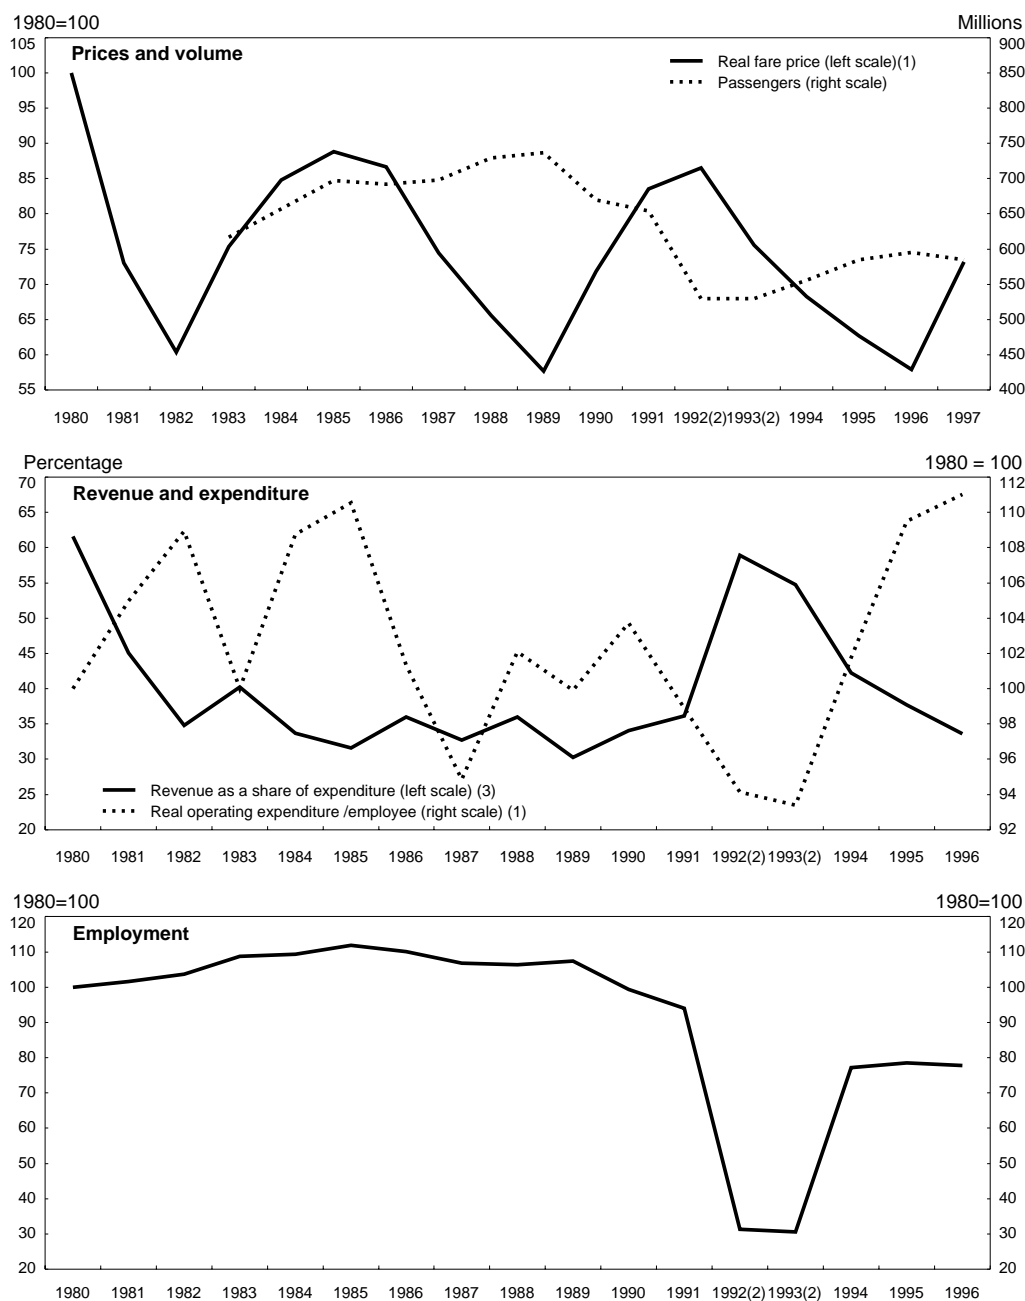 1980=100 Millions
Prices and volume
Real fare price (left scale)(1)
Passengers (right scale)
105 900
100 850
95 800
90 750
85 700
80 650
75 600
70 550
65 500
60 450
55 400
1980 1981 1982 1983 1984 1985 1986 1987 1988 1989 1990 1991 1992(2) 1993(2) 1994 1995 1996 1997
Percentage 1980 = 100
Revenue and expenditure
70 112
65 110
60 108
55 106
50 104
45 102
40 100
35 98
30 96
25 94
20 92
Revenue as a share of expenditure (left scale) (3)
Real operating expenditure /employee (right scale) (1)
1980 1981 1982 1983 1984 1985 1986 1987 1988 1989 1990 1991 1992(2) 1993(2) 1994 1995 1996
1980=100 1980=100
Employment
120 120
110 110
100 100
90 90
80 80
70 70
60 60
50 50
40 40
30 30
20 20
1980 1981 1982 1983 1984 1985 1986 1987 1988 1989 1990 1991 1992(2) 1993(2) 1994 1995 1996